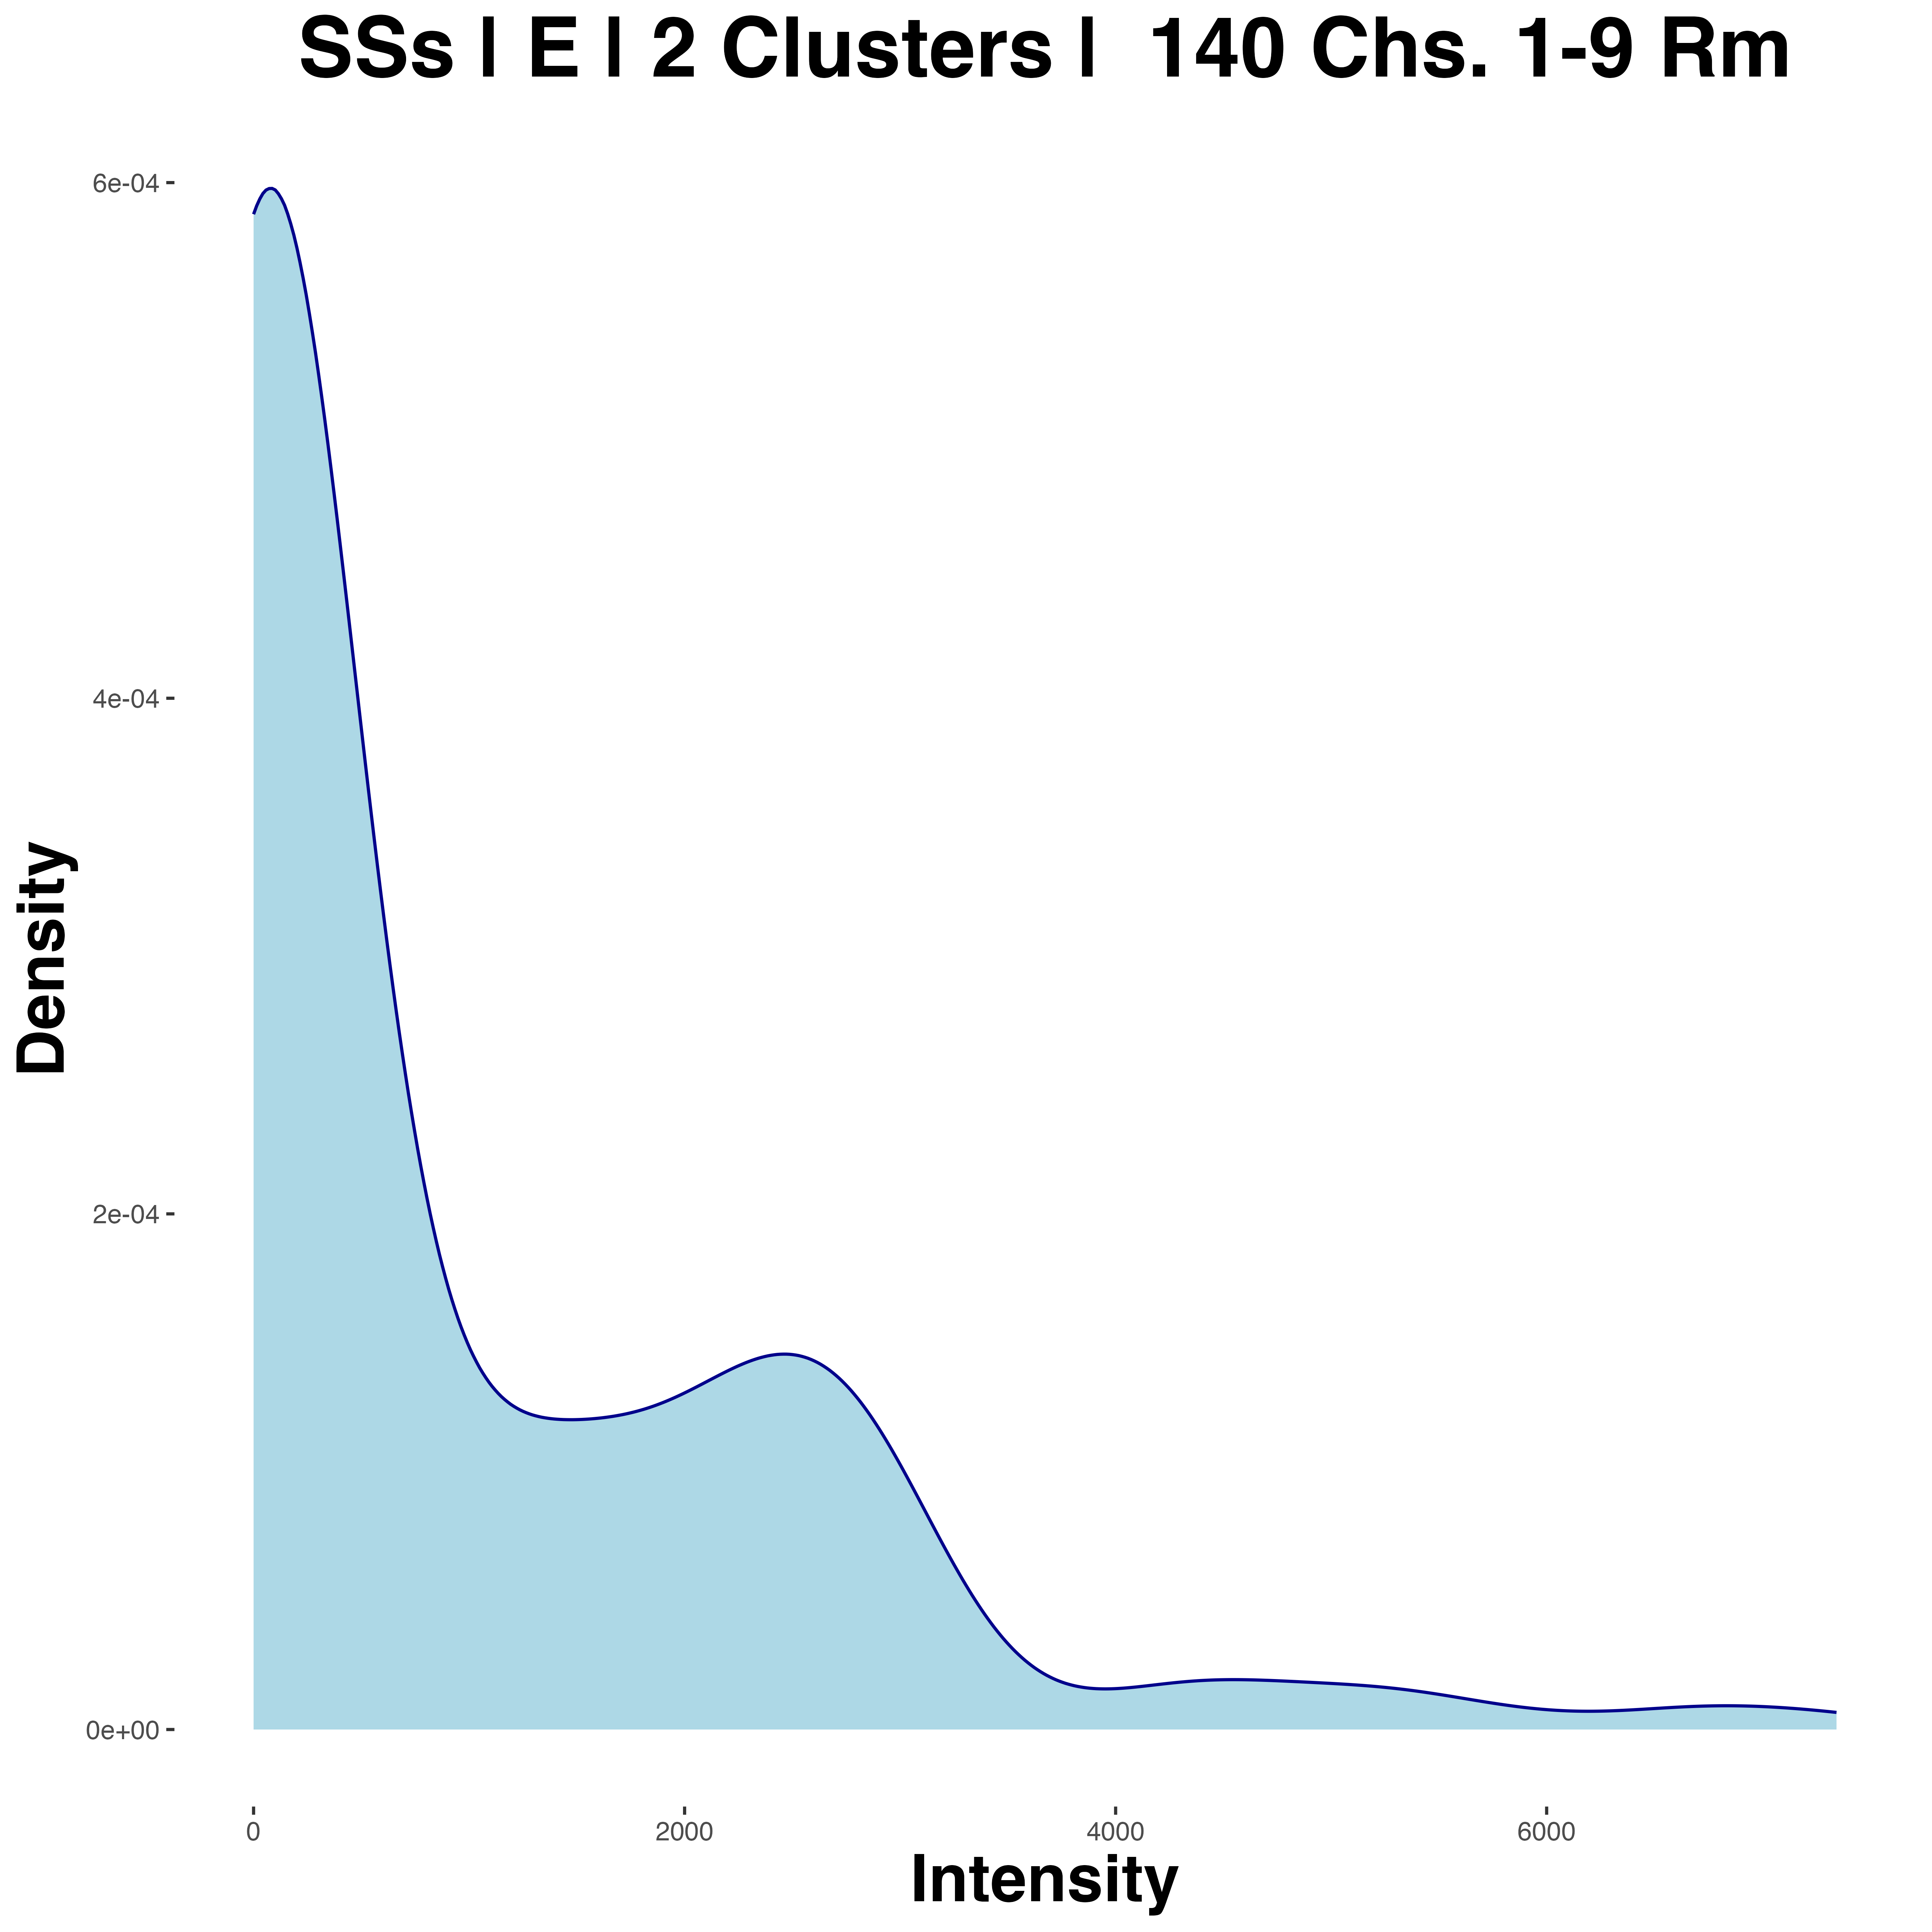 SSs | E | 2 Clusters |  140 Chs. 1-9 Rm
6e-04
4e-04
2e-04
0e+00
Density
0 2000 4000 6000
Intensity